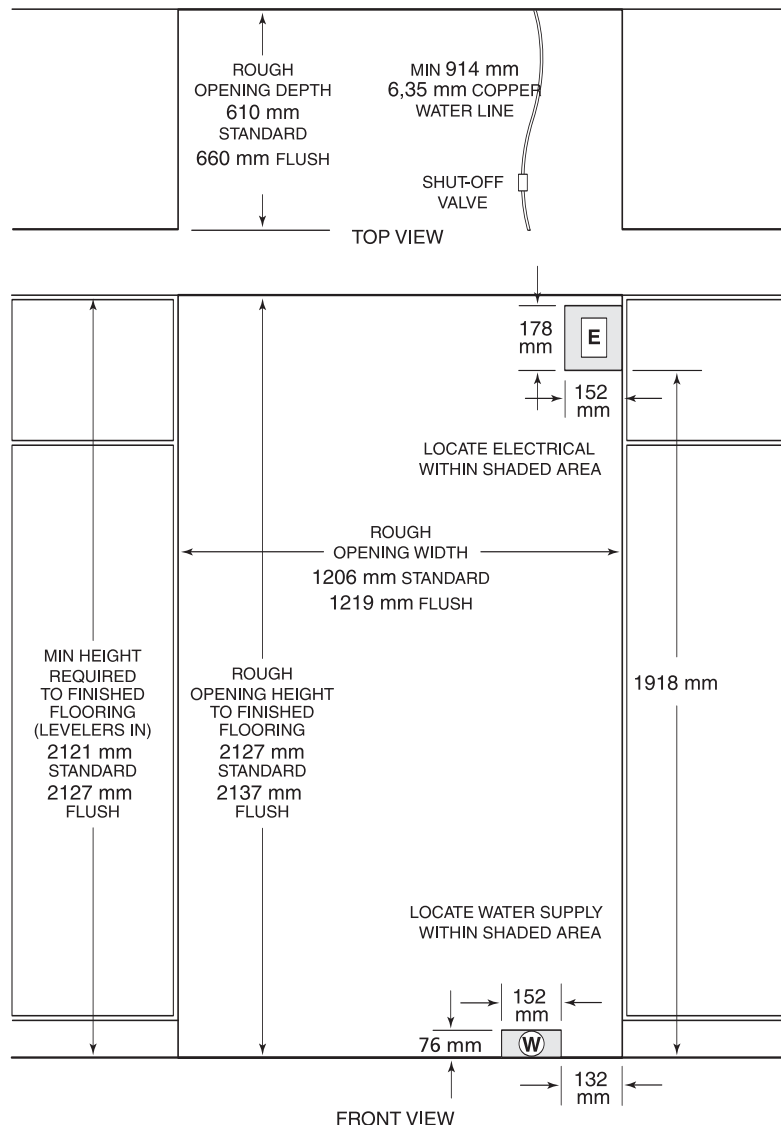 ROUGH
OPENING DEPTH
610 mm
STANDARD
660 mm FLUSH
MIN 914 mm
6,35 mm COPPER
WATER LINE
SHUT-OFF
VALVE
TOP VIEW
178
mm
E
152
mm
LOCATE ELECTRICAL
WITHIN SHADED AREA
ROUGH
OPENING WIDTH
1206 mm STANDARD
1219 mm FLUSH
MIN HEIGHT
REQUIRED
TO FINISHED
FLOORING
(LEVELERS IN)
2121 mm
STANDARD
2127 mm
FLUSH
ROUGH
OPENING HEIGHT
TO FINISHED
FLOORING
2127 mm
STANDARD
2137 mm
FLUSH
1918 mm
LOCATE WATER SUPPLY
WITHIN SHADED AREA
152
mm
76 mm
W
132
mm
FRONT VIEW